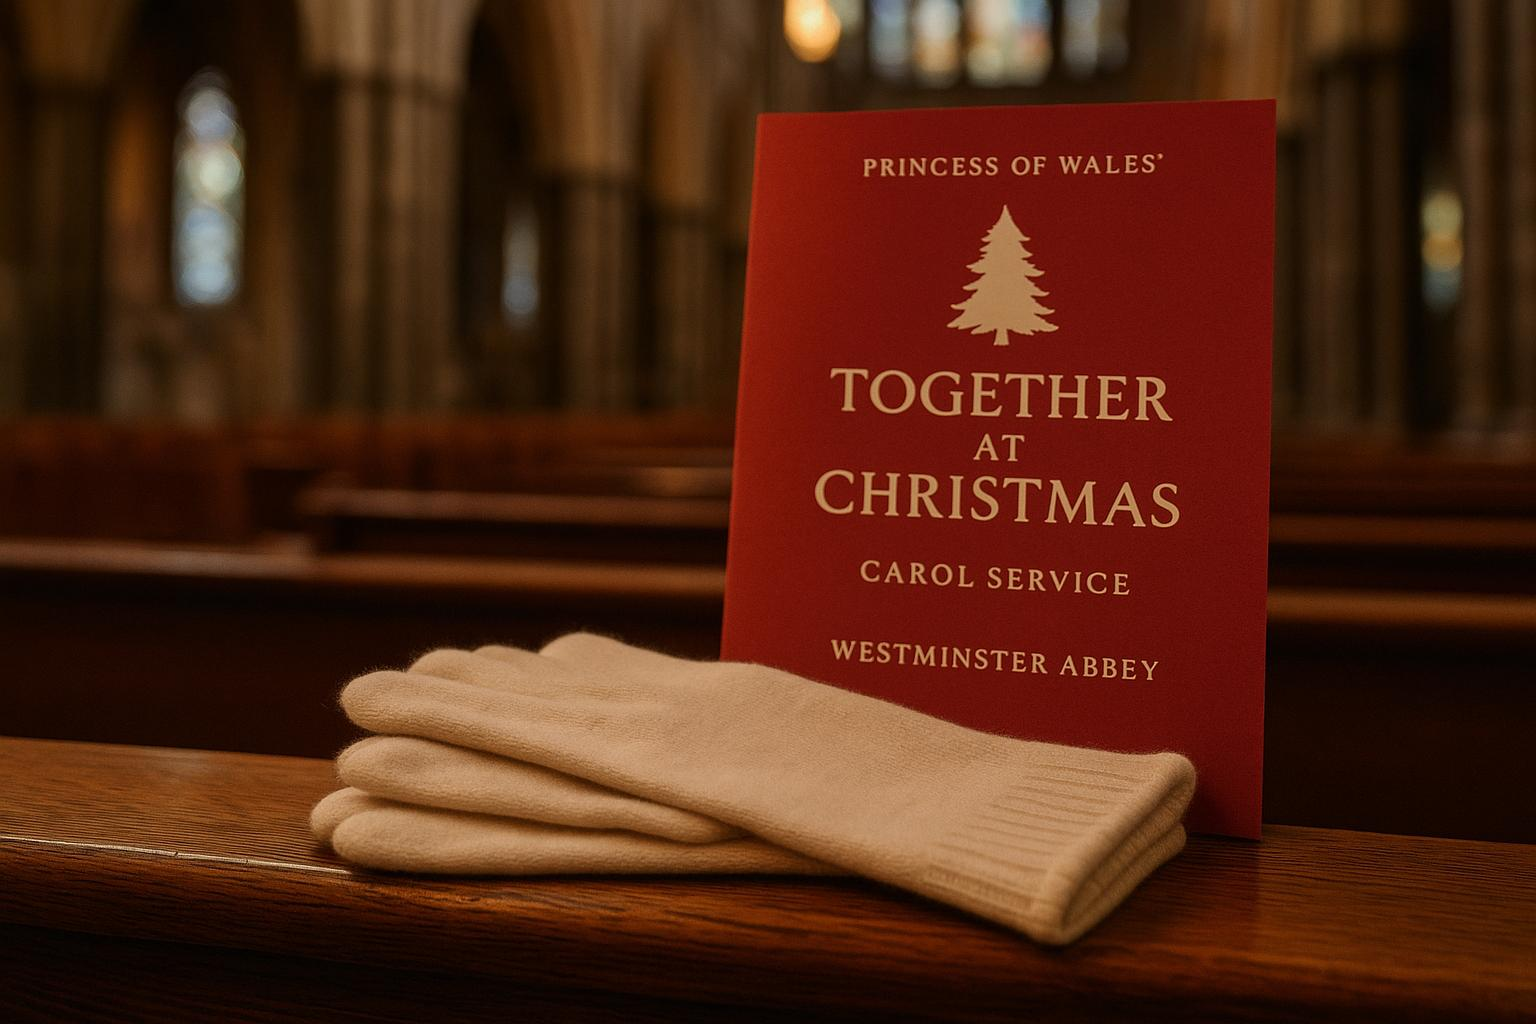 PRINCESS OF WALES’
TOGETHER
AT
CHRISTMAS
CAROL SERVICE
WESTMINSTER ABBEY